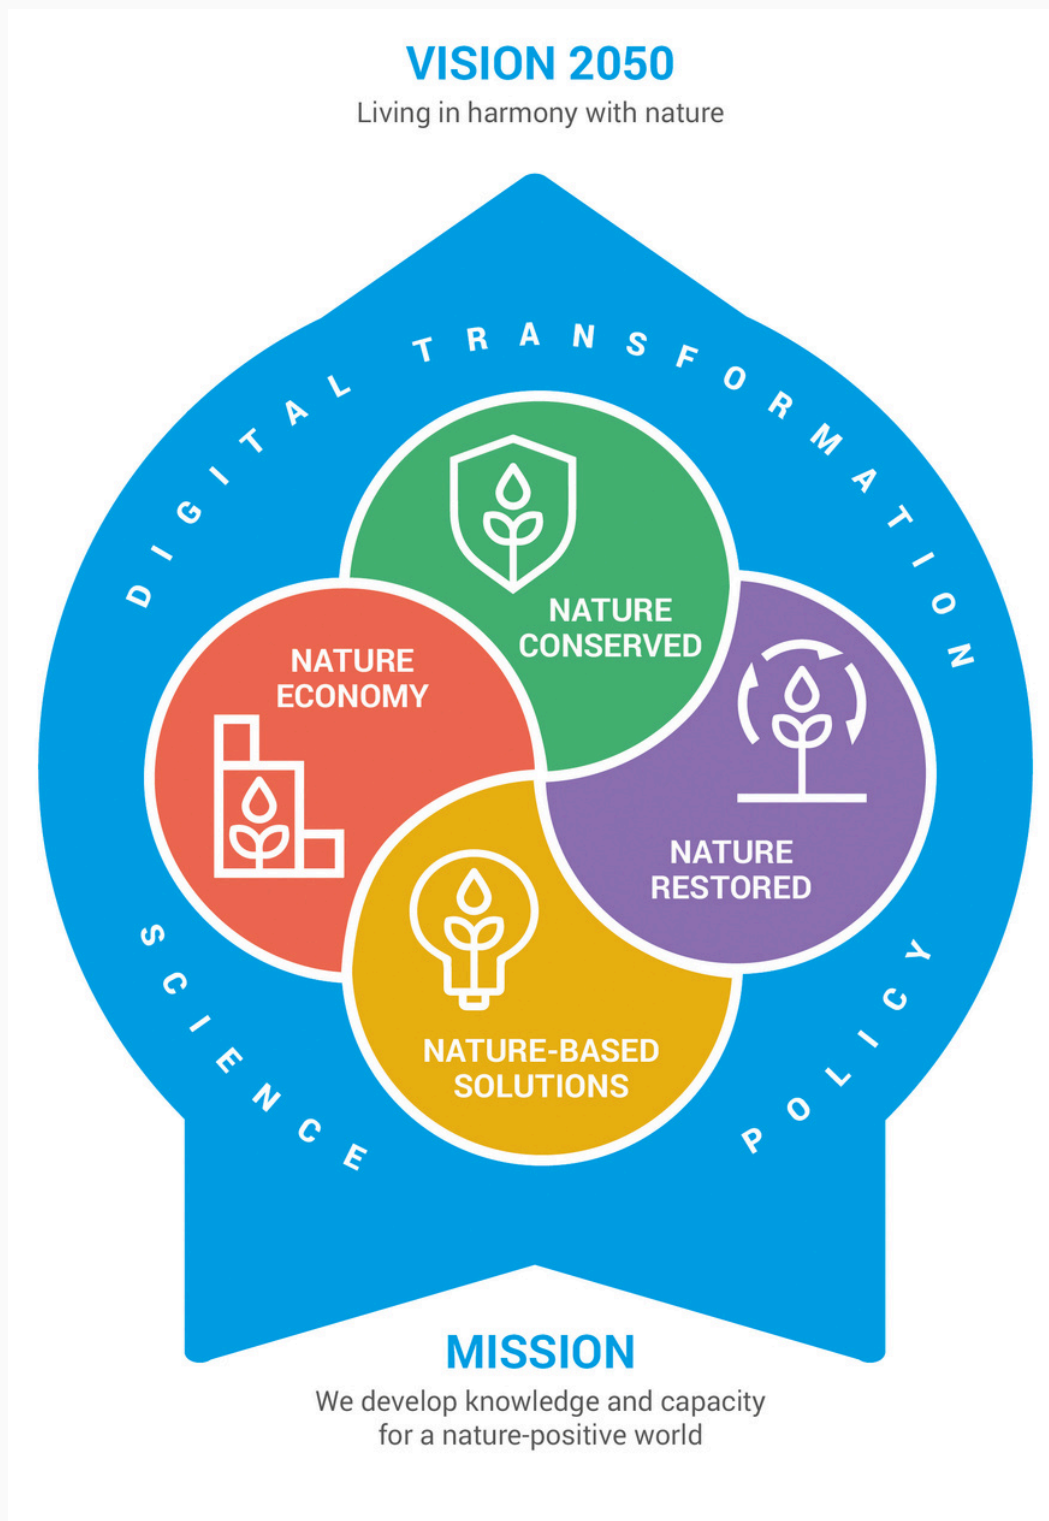 VISION 2050
Living in harmony with nature
DIGITAL TRANSFORMATION
NATURE
CONSERVED
NATURE
ECONOMY
NATURE
RESTORED
NATURE-BASED
SOLUTIONS
SCIENCE
POLICY
MISSION
We develop knowledge and capacity
for a nature-positive world